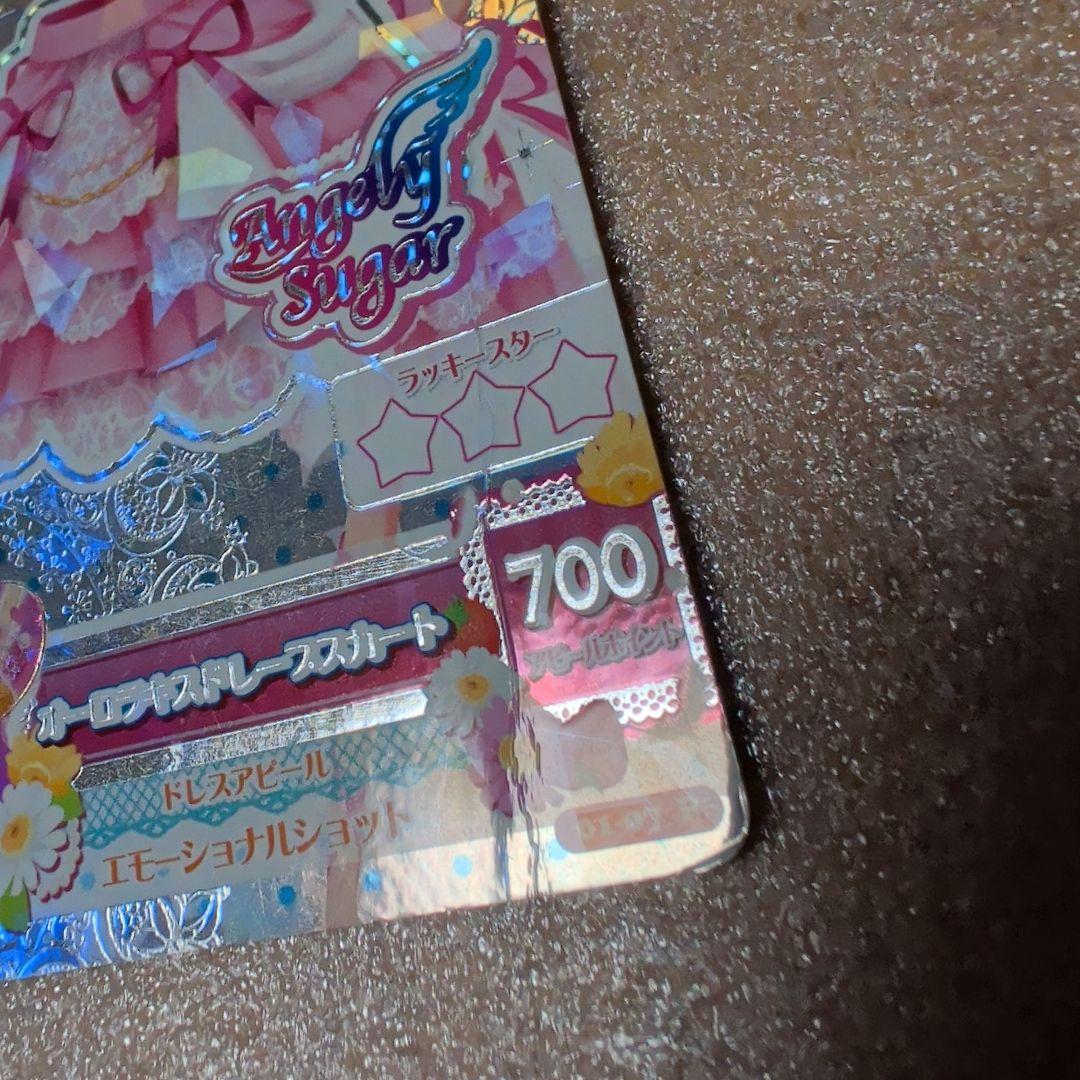 Angely
Sugar
ラッキースター
700
アピールポイント
オーロラキスドレープスカート
ドレスアピール
エモーショナルショット